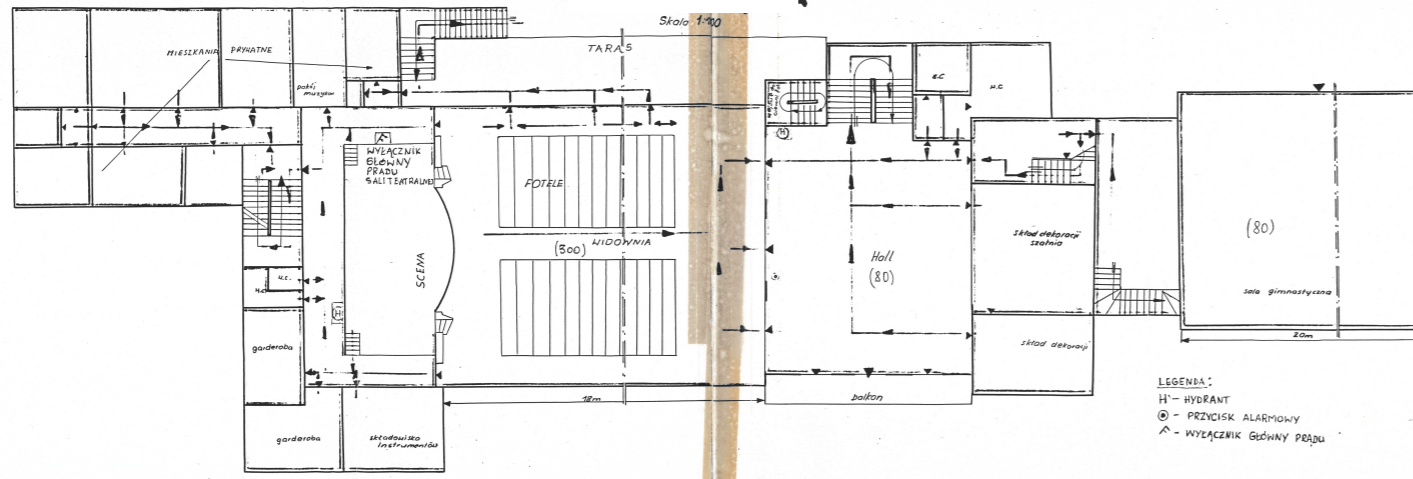 Skala 1:100
TARAS
MIESZKANIA PRYWATNE
pokój
muzyków
W.C
W.C
H
WYŁĄCZNIK
GŁÓWNY
PRĄDU
SALI TEATRALNEJ
FOTELE
(300) WIDOWNIA
SCENA
Hall
(80)
skład dekoracji
szatnia
(80)
sala gimnastyczna
W.C.
W.C.
H
garderoba
skład dekoracji
20m
18m
balkon
garderoba
składowisko
instrumentów
LEGENDA:
H - HYDRANT
- PRZYCISK ALARMOWY
- WYŁĄCZNIK GŁÓWNY PRĄDU